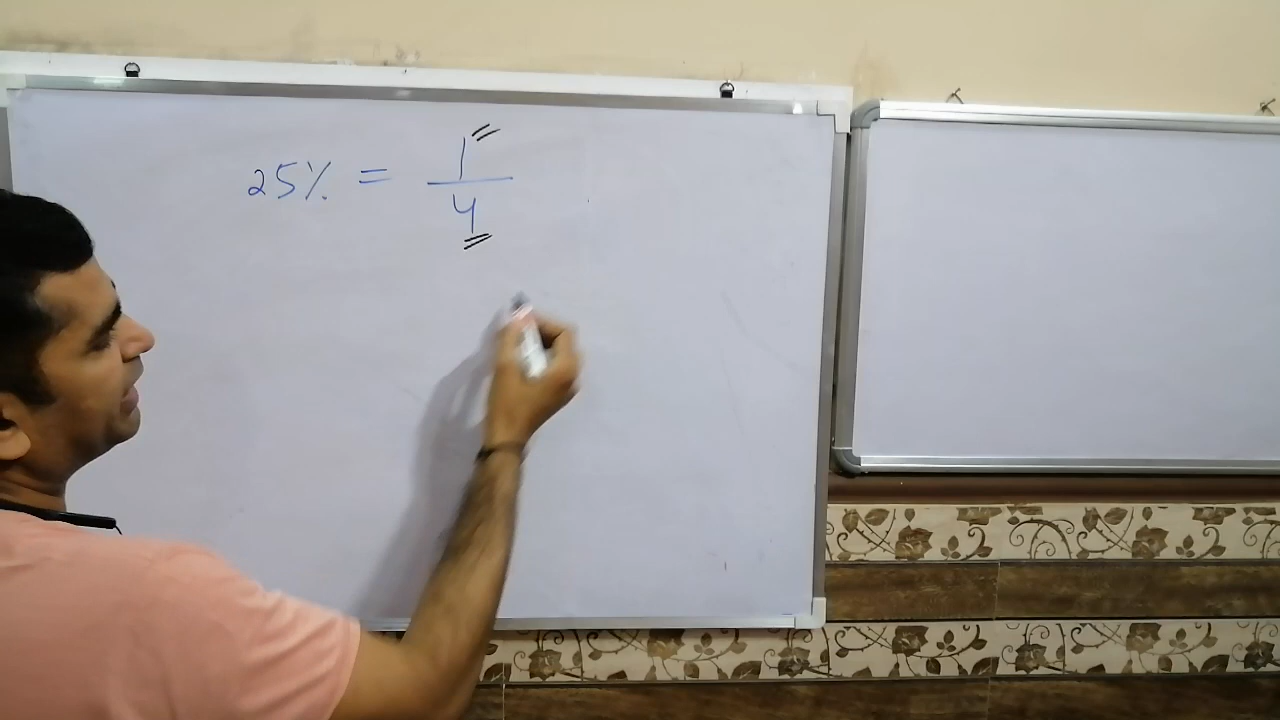 25% = 1/4